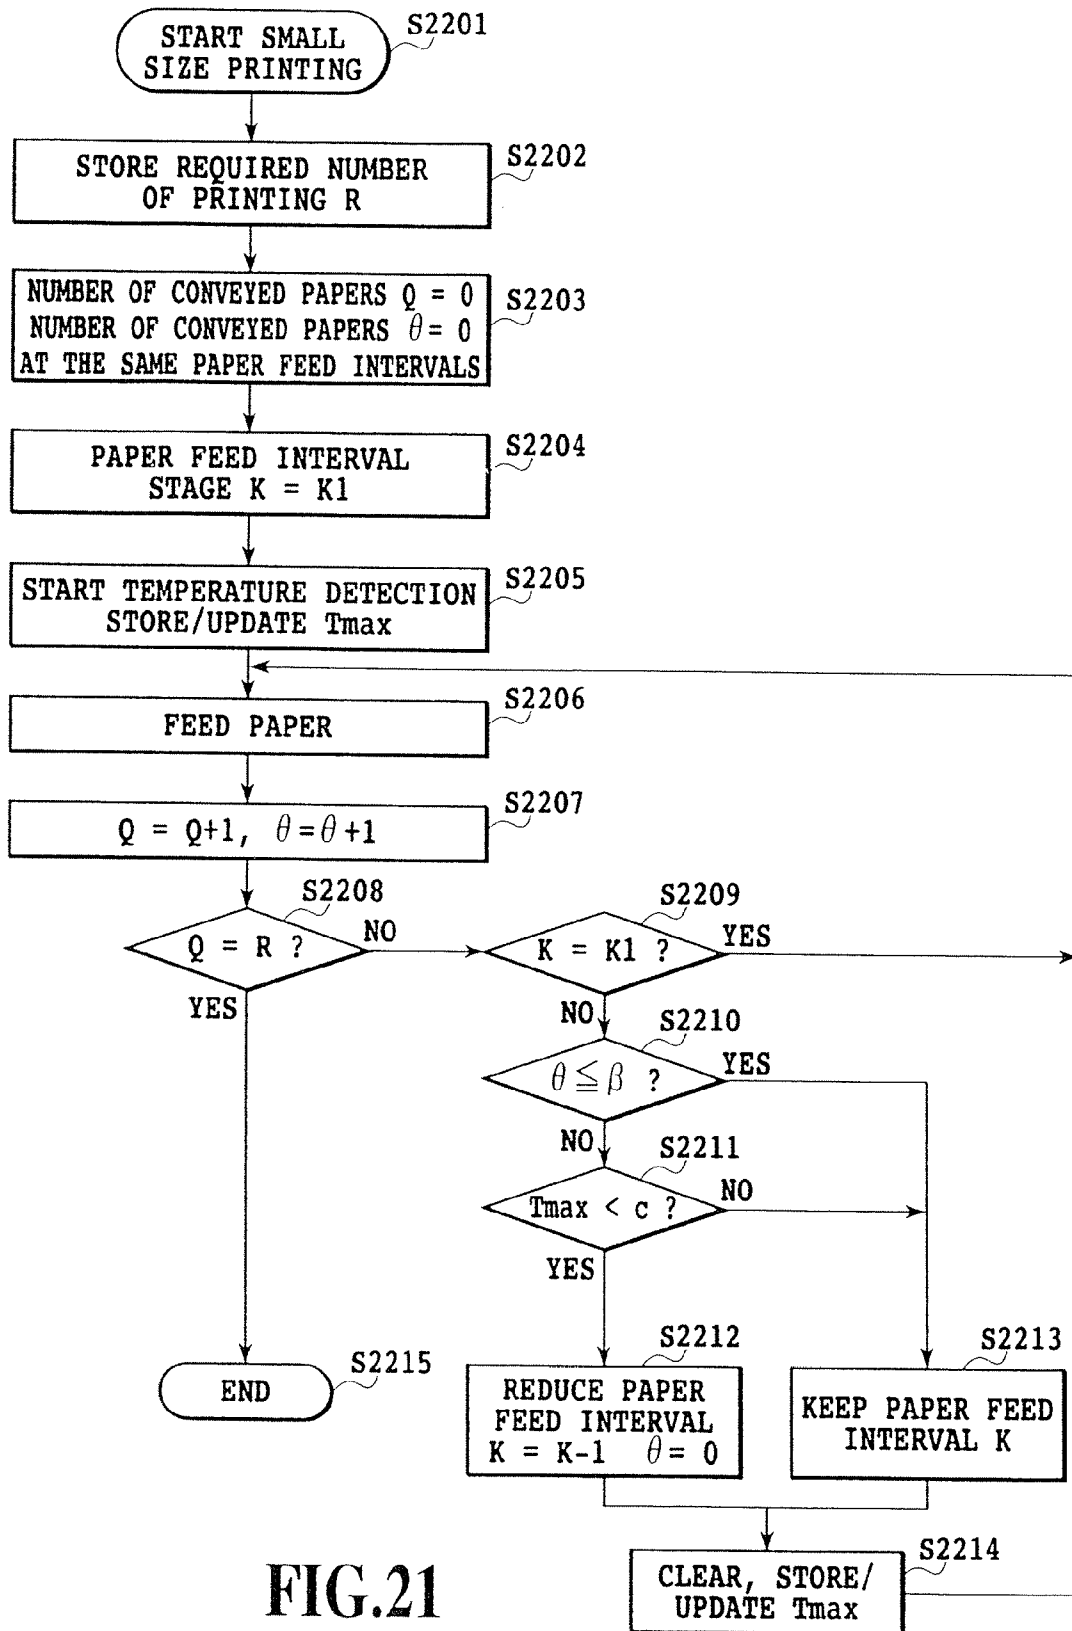 START SMALL
SIZE PRINTING
S2201
STORE REQUIRED NUMBER
OF PRINTING R
S2202
NUMBER OF CONVEYED PAPERS Q = 0
NUMBER OF CONVEYED PAPERS θ = 0
AT THE SAME PAPER FEED INTERVALS
S2203
PAPER FEED INTERVAL
STAGE K = K1
S2204
START TEMPERATURE DETECTION
STORE/UPDATE Tmax
S2205
FEED PAPER
S2206
Q = Q+1, θ=θ+1
S2207
Q = R ?
S2208
NO
YES
K = K1 ?
S2209
YES
NO
θ≦β ?
S2210
YES
NO
Tmax < c ?
S2211
NO
YES
END
S2215
REDUCE PAPER
FEED INTERVAL
K = K-1 θ= 0
S2212
KEEP PAPER FEED
INTERVAL K
S2213
CLEAR, STORE/
UPDATE Tmax
S2214
FIG.21